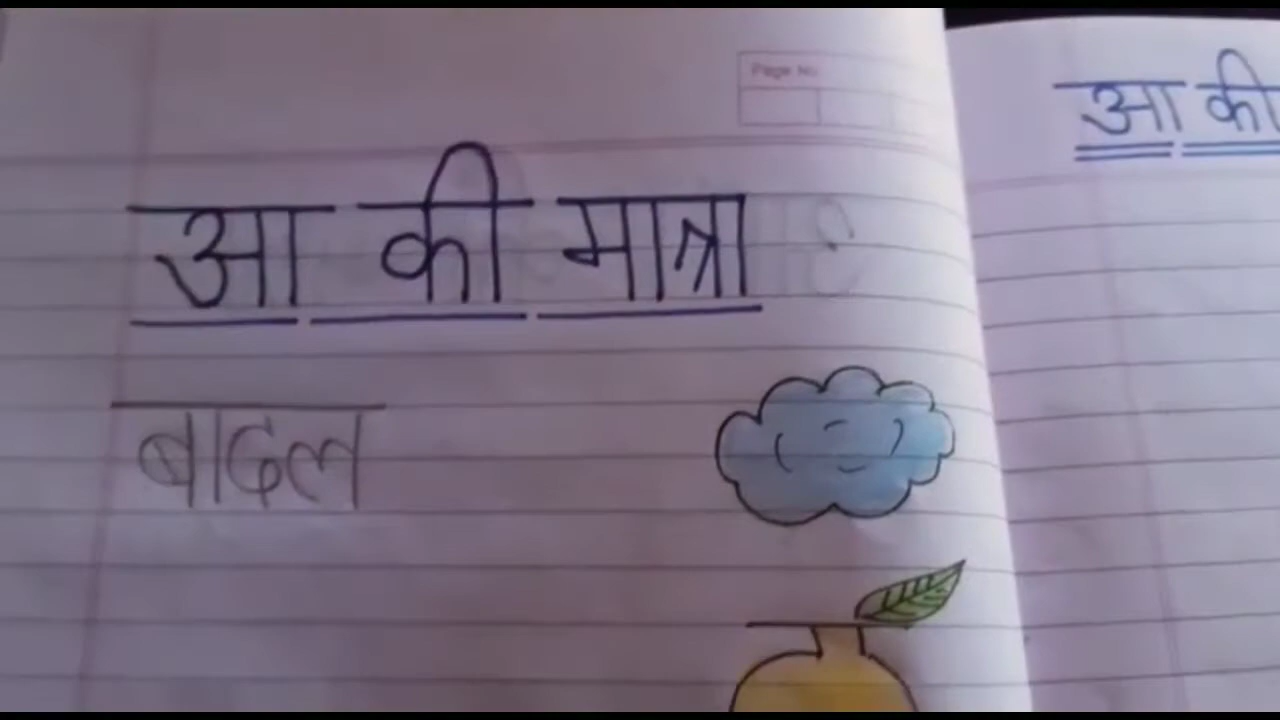 Page No
आ की मात्रा
बादल
आ की